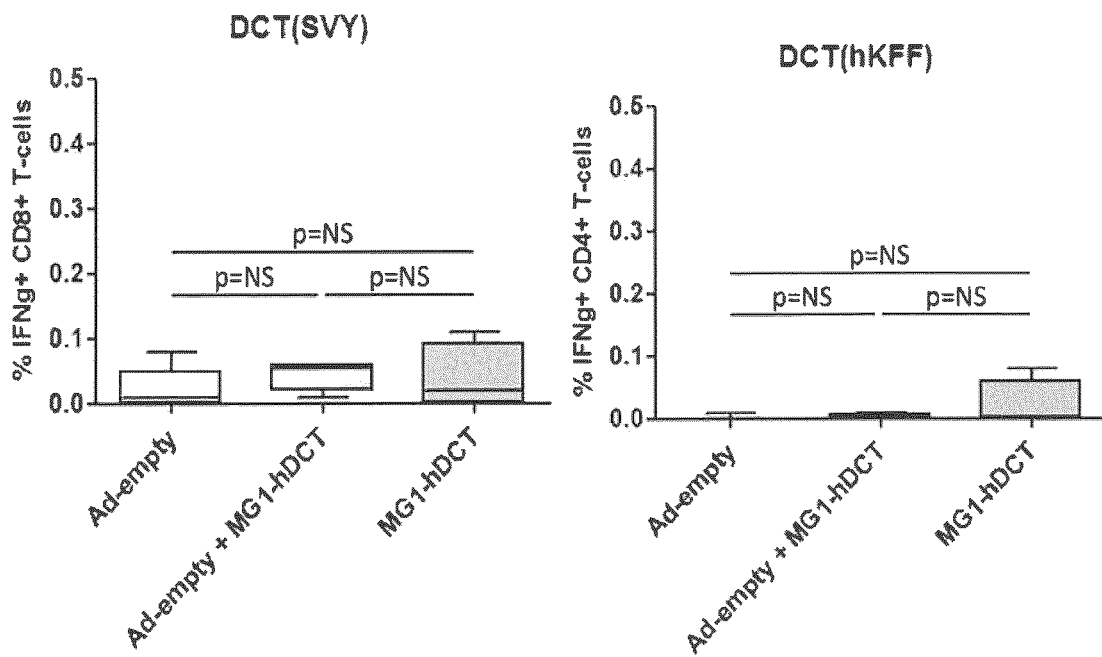 DCT(SVY)
% IFNg+ CD8+ T-cells
0.5
0.4
0.3
0.2
0.1
0.0
p=NS
p=NS
p=NS
Ad-empty
Ad-empty + MG1-hDCT
MG1-hDCT
DCT(hKFF)
% IFNg+ CD4+ T-cells
0.5
0.4
0.3
0.2
0.1
0.0
p=NS
p=NS
p=NS
Ad-empty
Ad-empty + MG1-hDCT
MG1-hDCT